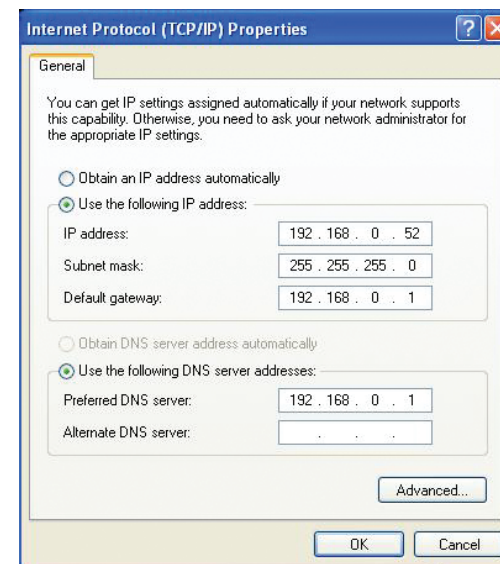 Internet Protocol (TCP/IP) Properties
General
You can get IP settings assigned automatically if your network supports
this capability. Otherwise, you need to ask your network administrator for
the appropriate IP settings.
Obtain an IP address automatically
Use the following IP address:
IP address: 192 . 168 . 0 . 52
Subnet mask: 255 . 255 . 255 . 0
Default gateway: 192 . 168 . 0 . 1
Obtain DNS server address automatically
Use the following DNS server addresses:
Preferred DNS server: 192 . 168 . 0 . 1
Alternate DNS server: . . .
Advanced...
OK Cancel